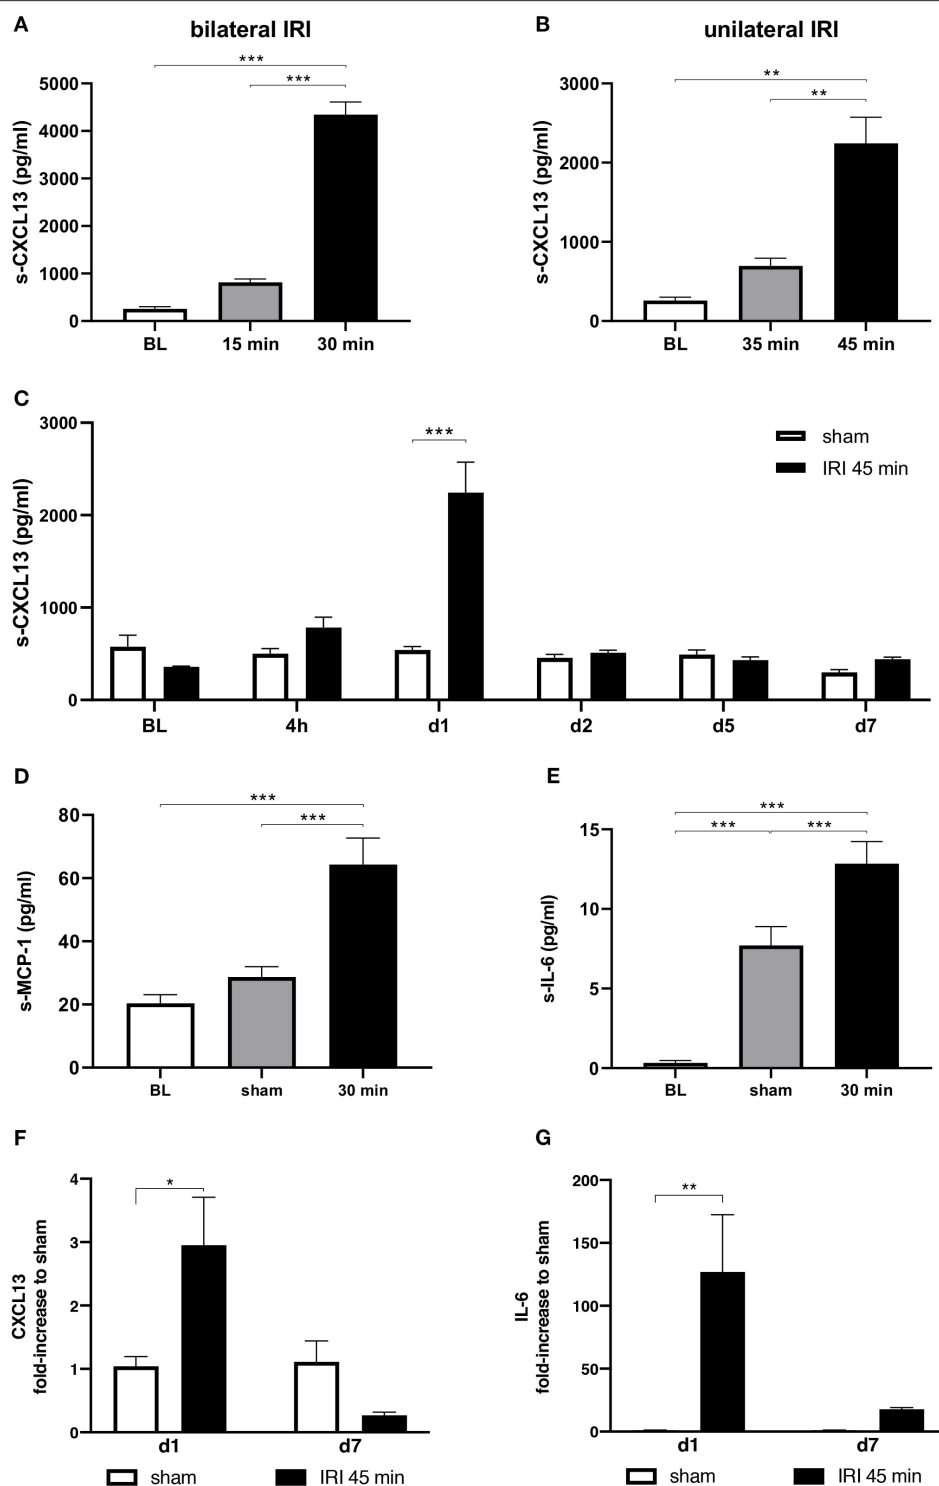 A
bilateral IRI
B
unilateral IRI
s-CXCL13 (pg/ml)
5000
4000
3000
2000
1000
0
***
***
BL
15 min
30 min
s-CXCL13 (pg/ml)
3000
2000
1000
0
**
**
BL
35 min
45 min
C
s-CXCL13 (pg/ml)
3000
2000
1000
0
***
sham
IRI 45 min
BL
4h
d1
d2
d5
d7
D
s-MCP-1 (pg/ml)
80
60
40
20
0
***
***
BL
sham
30 min
E
s-IL-6 (pg/ml)
15
10
5
0
***
***
***
BL
sham
30 min
F
CXCL13
fold-increase to sham
4
3
2
1
0
*
d1
d7
sham
IRI 45 min
G
IL-6
fold-increase to sham
200
150
100
50
0
**
d1
d7
sham
IRI 45 min